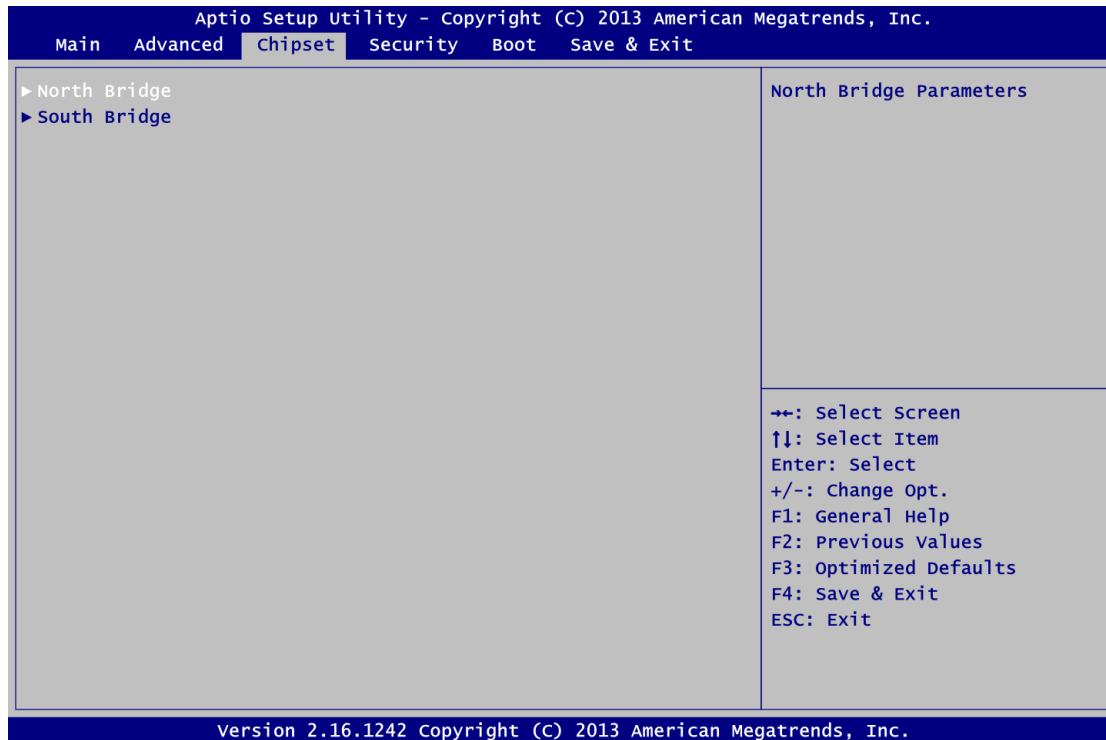 Aptio Setup Utility - Copyright (C) 2013 American Megatrends, Inc.
Main Advanced Chipset Security Boot Save & Exit
►North Bridge
►South Bridge
North Bridge Parameters
→←: Select Screen
↑↓: Select Item
Enter: Select
+/-: Change Opt.
F1: General Help
F2: Previous Values
F3: Optimized Defaults
F4: Save & Exit
ESC: Exit
Version 2.16.1242 Copyright (C) 2013 American Megatrends, Inc.